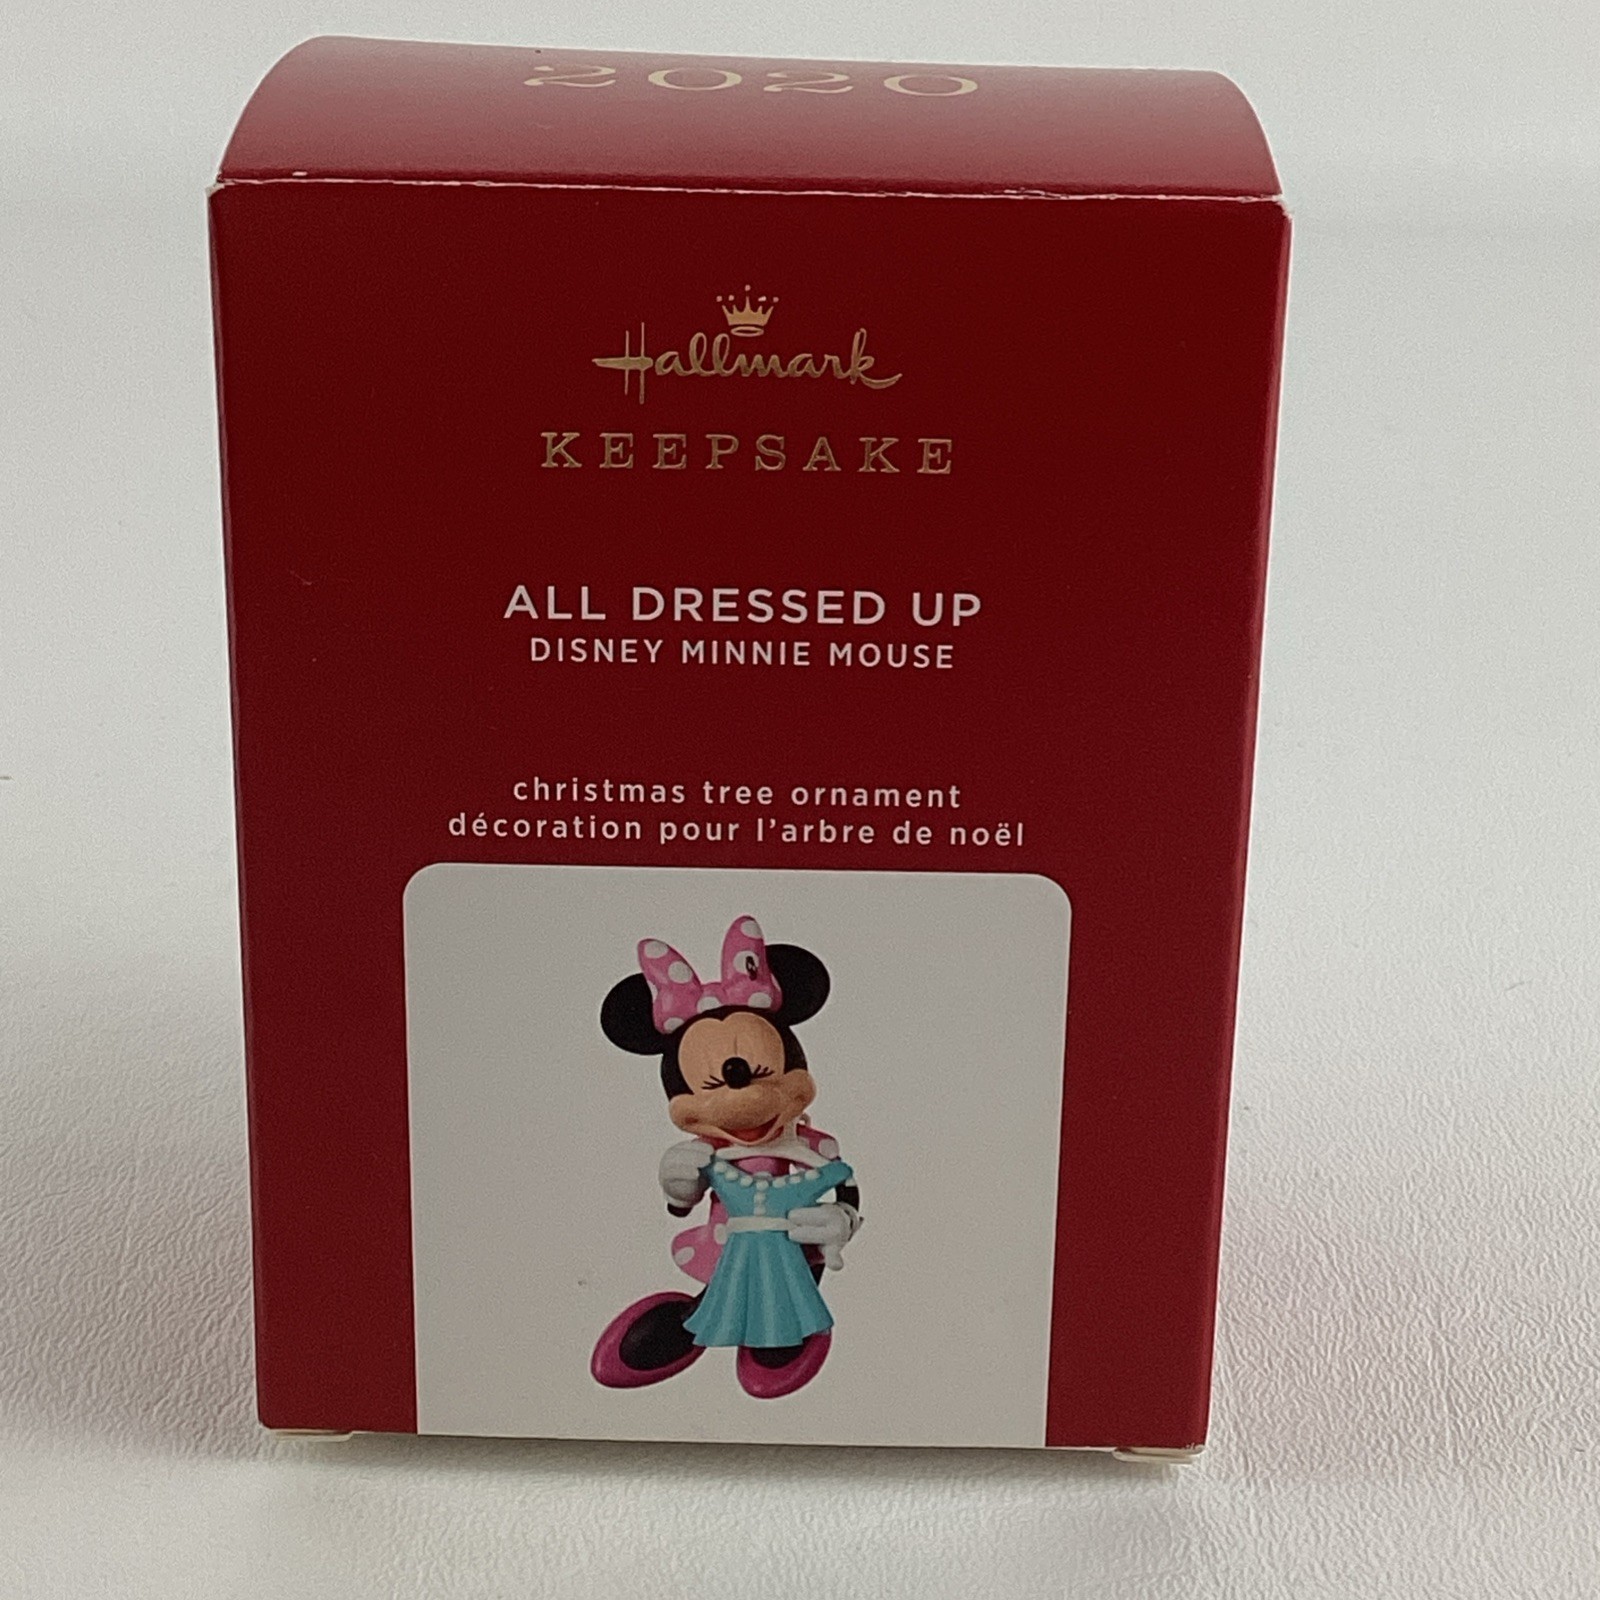 2020
Hallmark
KEEPSAKE
ALL DRESSED UP
DISNEY MINNIE MOUSE
christmas tree ornament
décoration pour l'arbre de noël